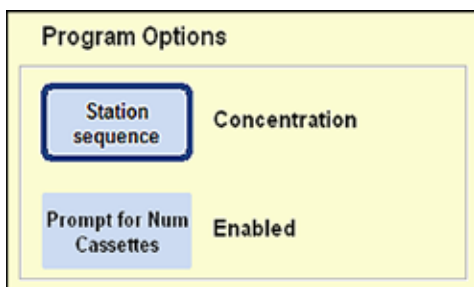 Program Options
Station
sequence
Concentration
Prompt for Num
Cassettes
Enabled